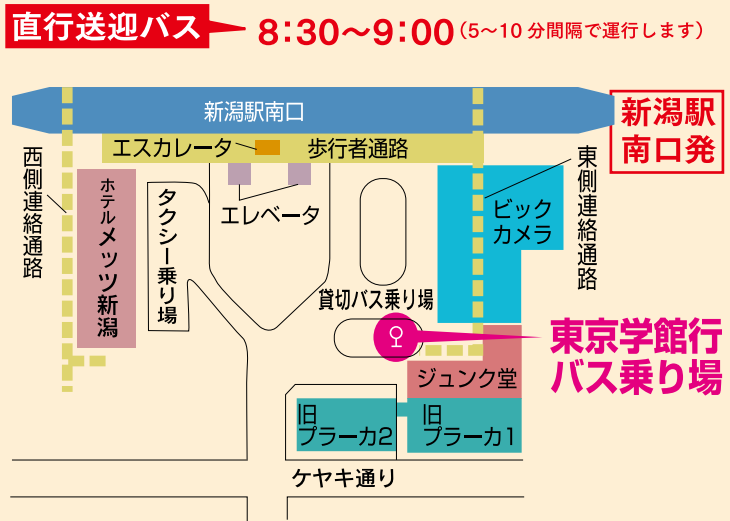 直行送迎バス
8:30〜9:00(5〜10分間隔で運行します)
新潟駅南口
新潟駅
南口発
エスカレータ
歩行者通路
西側連絡通路
東側連絡通路
ホテルメッツ新潟
タクシー乗り場
エレベータ
ビック
カメラ
貸切バス乗り場
東京学館行
バス乗り場
ジュンク堂
旧
プラーカ2
旧
プラーカ1
ケヤキ通り